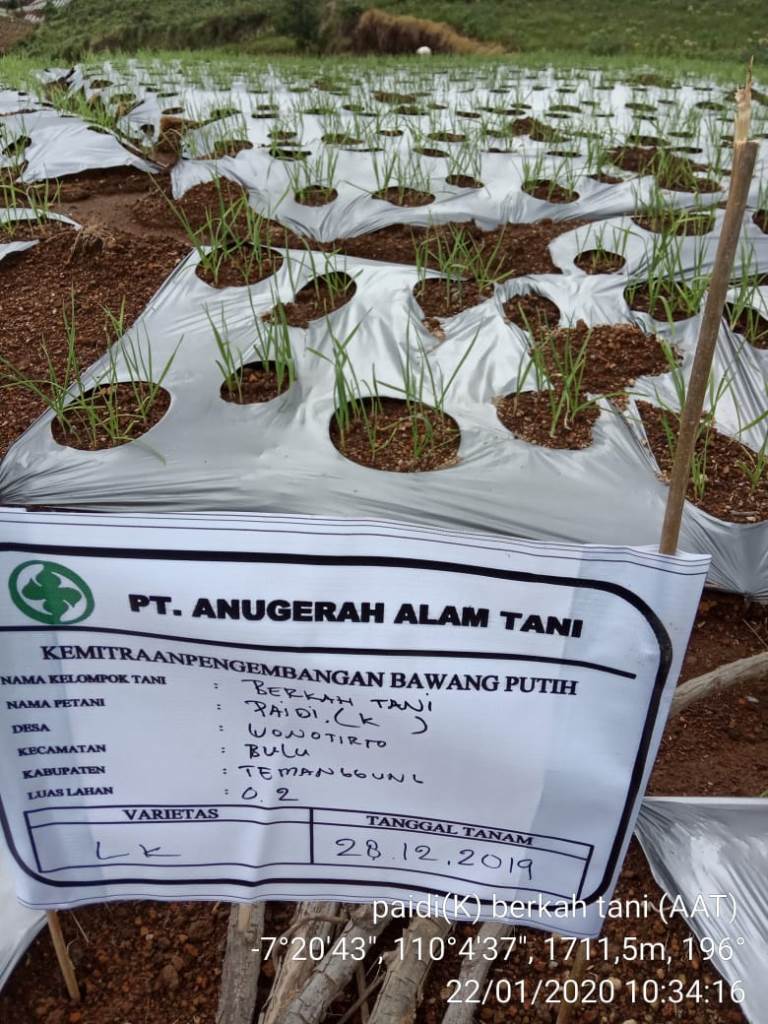 PT. ANUGERAH ALAM TANI
KEMITRAANPENGEMBANGAN BAWANG PUTIH
NAMA KELOMPOK TANI : BERKAH TANI
NAMA PETANI : PAIDI.(K )
DESA : WONOTIRTO
KECAMATAN : BULU
KABUPATEN : TEMANGGUNG
LUAS LAHAN : 0.2
VARIETAS TANGGAL TANAM
LK 28.12.2019
paidi(K) berkah tani (AAT)
-7°20'43", 110°4'37", 1711,5m, 196°
22/01/2020 10:34:16